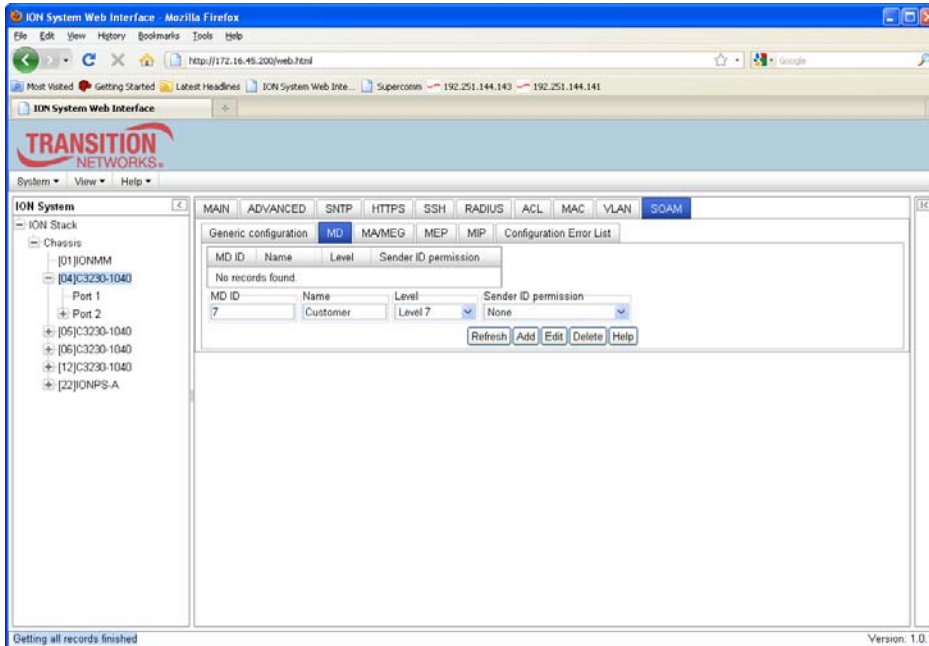 ION System Web Interface - Mozilla Firefox
File Edit View History Bookmarks Tools Help
http://172.16.45.200/web.html
Google
Most Visited Getting Started Latest Headlines ION System Web Inte... Supercomm 192.251.144.143 192.251.144.141
ION System Web Interface
TRANSITION
NETWORKS.
System View Help
ION System
ION Stack
Chassis
[01]IONMM
[04]C3230-1040
Port 1
Port 2
[05]C3230-1040
[06]C3230-1040
[12]C3230-1040
[22]IONPS-A
MAIN ADVANCED SNTP HTTPS SSH RADIUS ACL MAC VLAN SOAM
Generic configuration MD MA/MEG MEP MIP Configuration Error List
MD ID Name Level Sender ID permission
No records found.
MD ID Name Level Sender ID permission
7 Customer Level 7 None
Refresh Add Edit Delete Help
Getting all records finished
Version: 1.0.